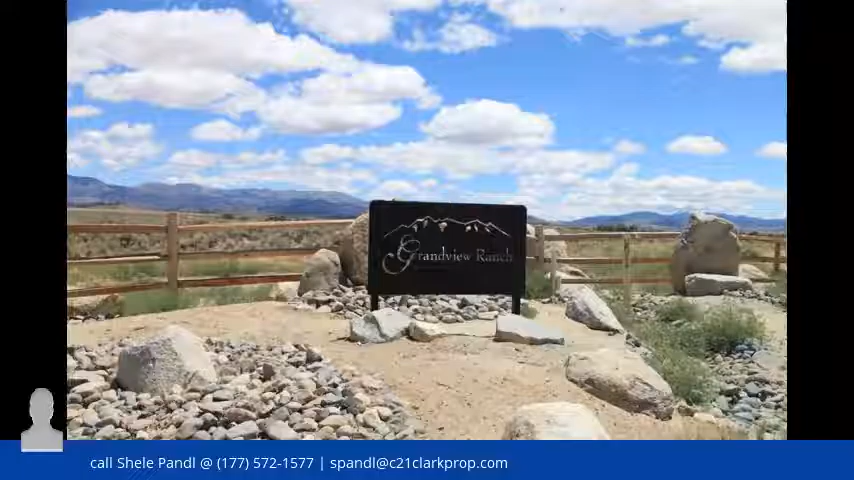 Grandview Ranch
call Shele Pandl @ (177) 572-1577 | spandl@c21clarkprop.com